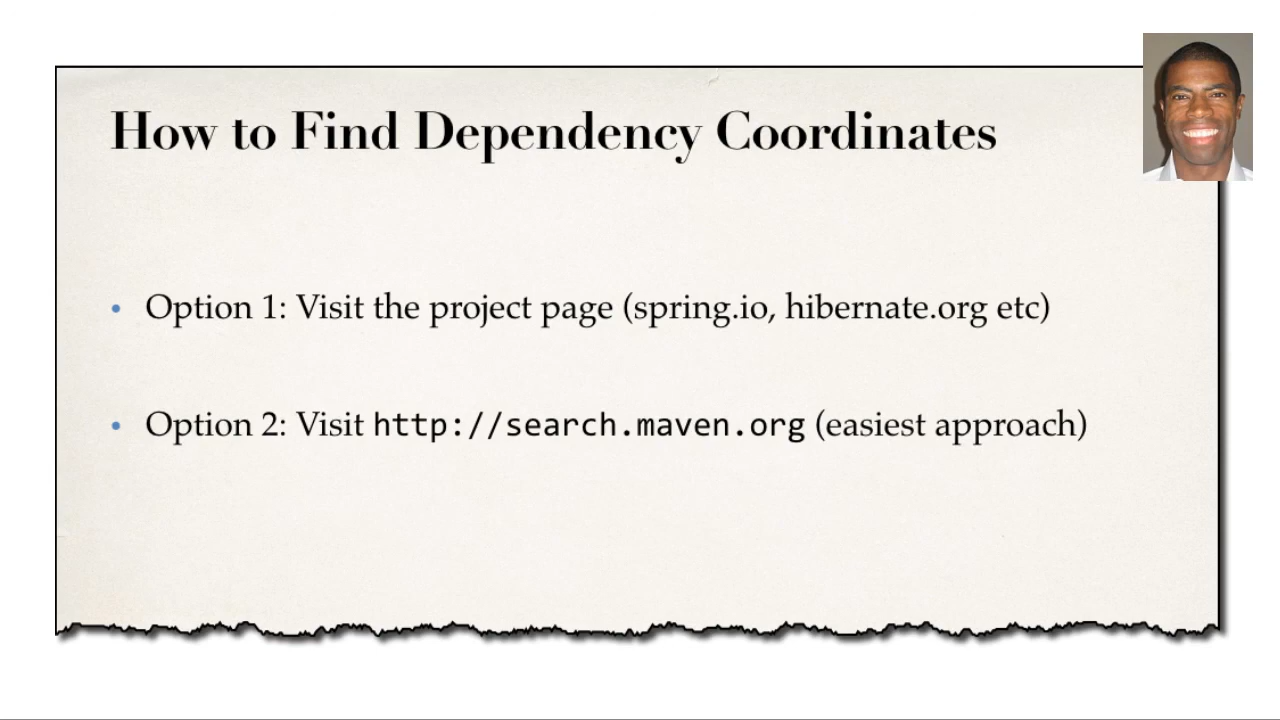 How to Find Dependency Coordinates
• Option 1: Visit the project page (spring.io, hibernate.org etc)
• Option 2: Visit http://search.maven.org (easiest approach)